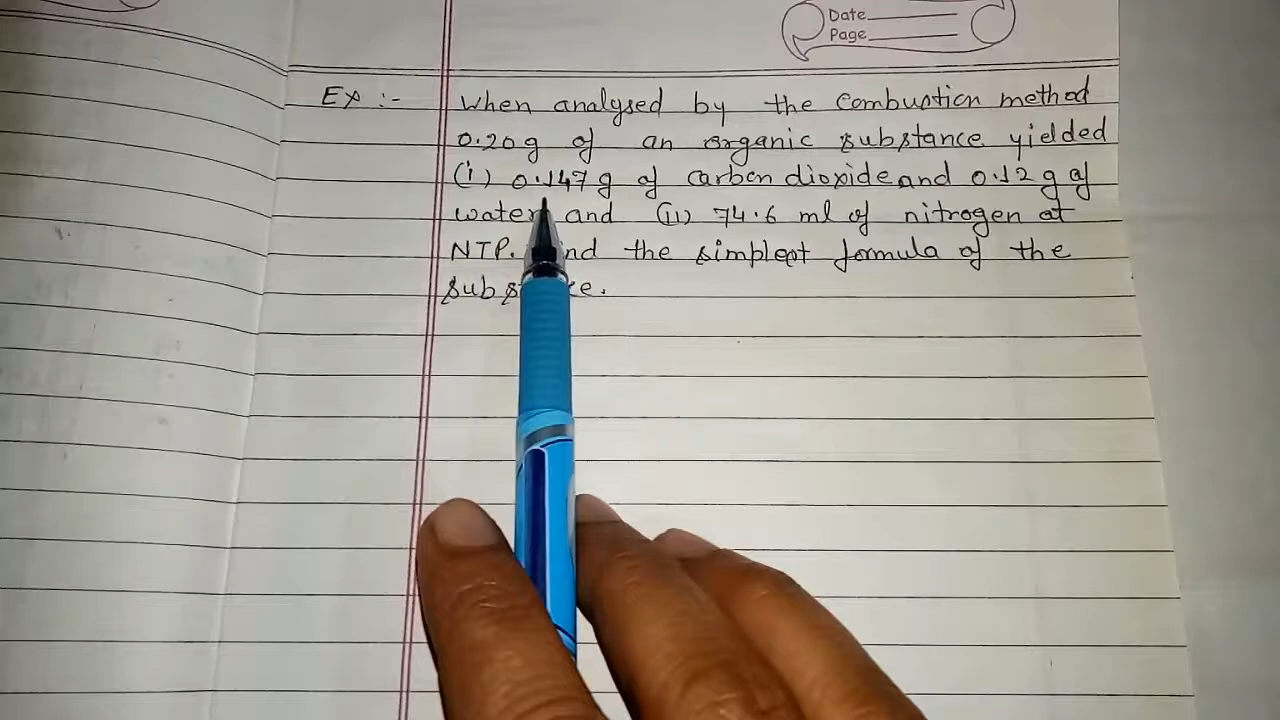 Date
Page
Ex :- When analysed by the combustion method
0.20g of an organic substance yielded
(i) 0.147g of carbon dioxide and 0.12g of
water and (ii) 74.6 ml of nitrogen at
NTP. the simplest formula of the